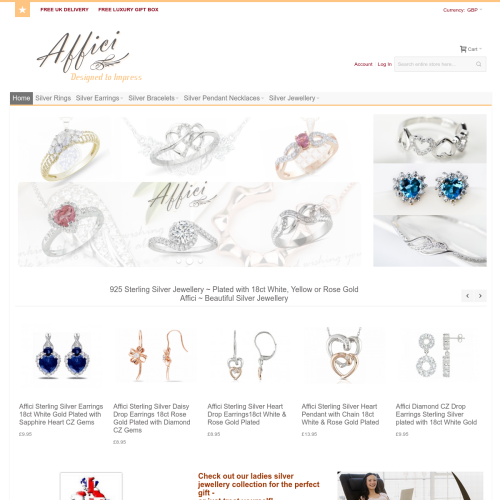 FREE UK DELIVERY FREE LUXURY GIFT BOX Currency: GBP
Affici
Designed to Impress
Cart
Account Log In Search entire store here...
Home Silver Rings Silver Earrings Silver Bracelets Silver Pendant Necklaces Silver Jewellery
Affici
925 Sterling Silver Jewellery ~ Plated with 18ct White, Yellow or Rose Gold
Affici ~ Beautiful Silver Jewellery
Affici Sterling Silver Earrings
18ct White Gold Plated with
Sapphire Heart CZ Gems
£9.95
Affici Sterling Silver Daisy
Drop Earrings 18ct Rose
Gold Plated with Diamond
CZ Gems
£6.95
Affici Sterling Silver Heart
Drop Earrings18ct White
& Rose Gold Plated
£9.95
Affici Sterling Silver Heart
Pendant with Chain 18ct
White & Rose Gold Plated
£13.95
Affici Diamond CZ Drop
Earrings Sterling Silver
plated with 18ct White Gold
£9.95
Check out our ladies silver
jewellery collection for the perfect
gift -